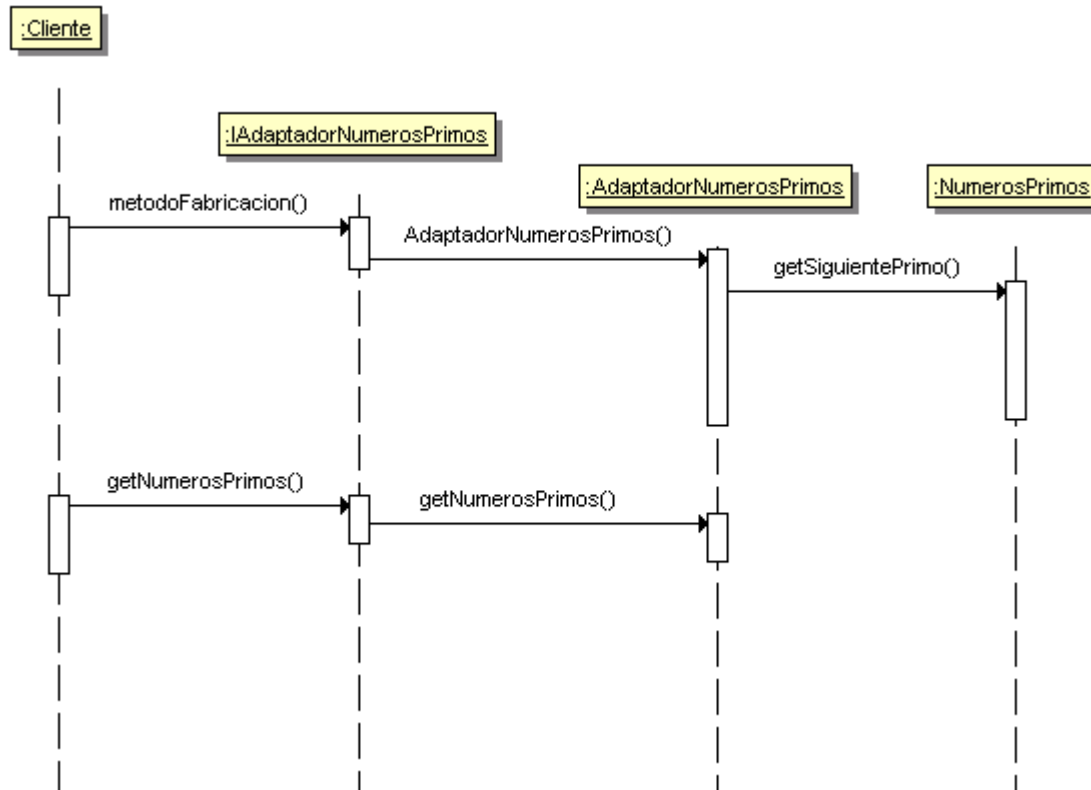 :Cliente
:IAdaptadorNumerosPrimos
:AdaptadorNumerosPrimos
:NumerosPrimos
metodoFabricacion()
AdaptadorNumerosPrimos()
getSiguientePrimo()
getNumerosPrimos()
getNumerosPrimos()